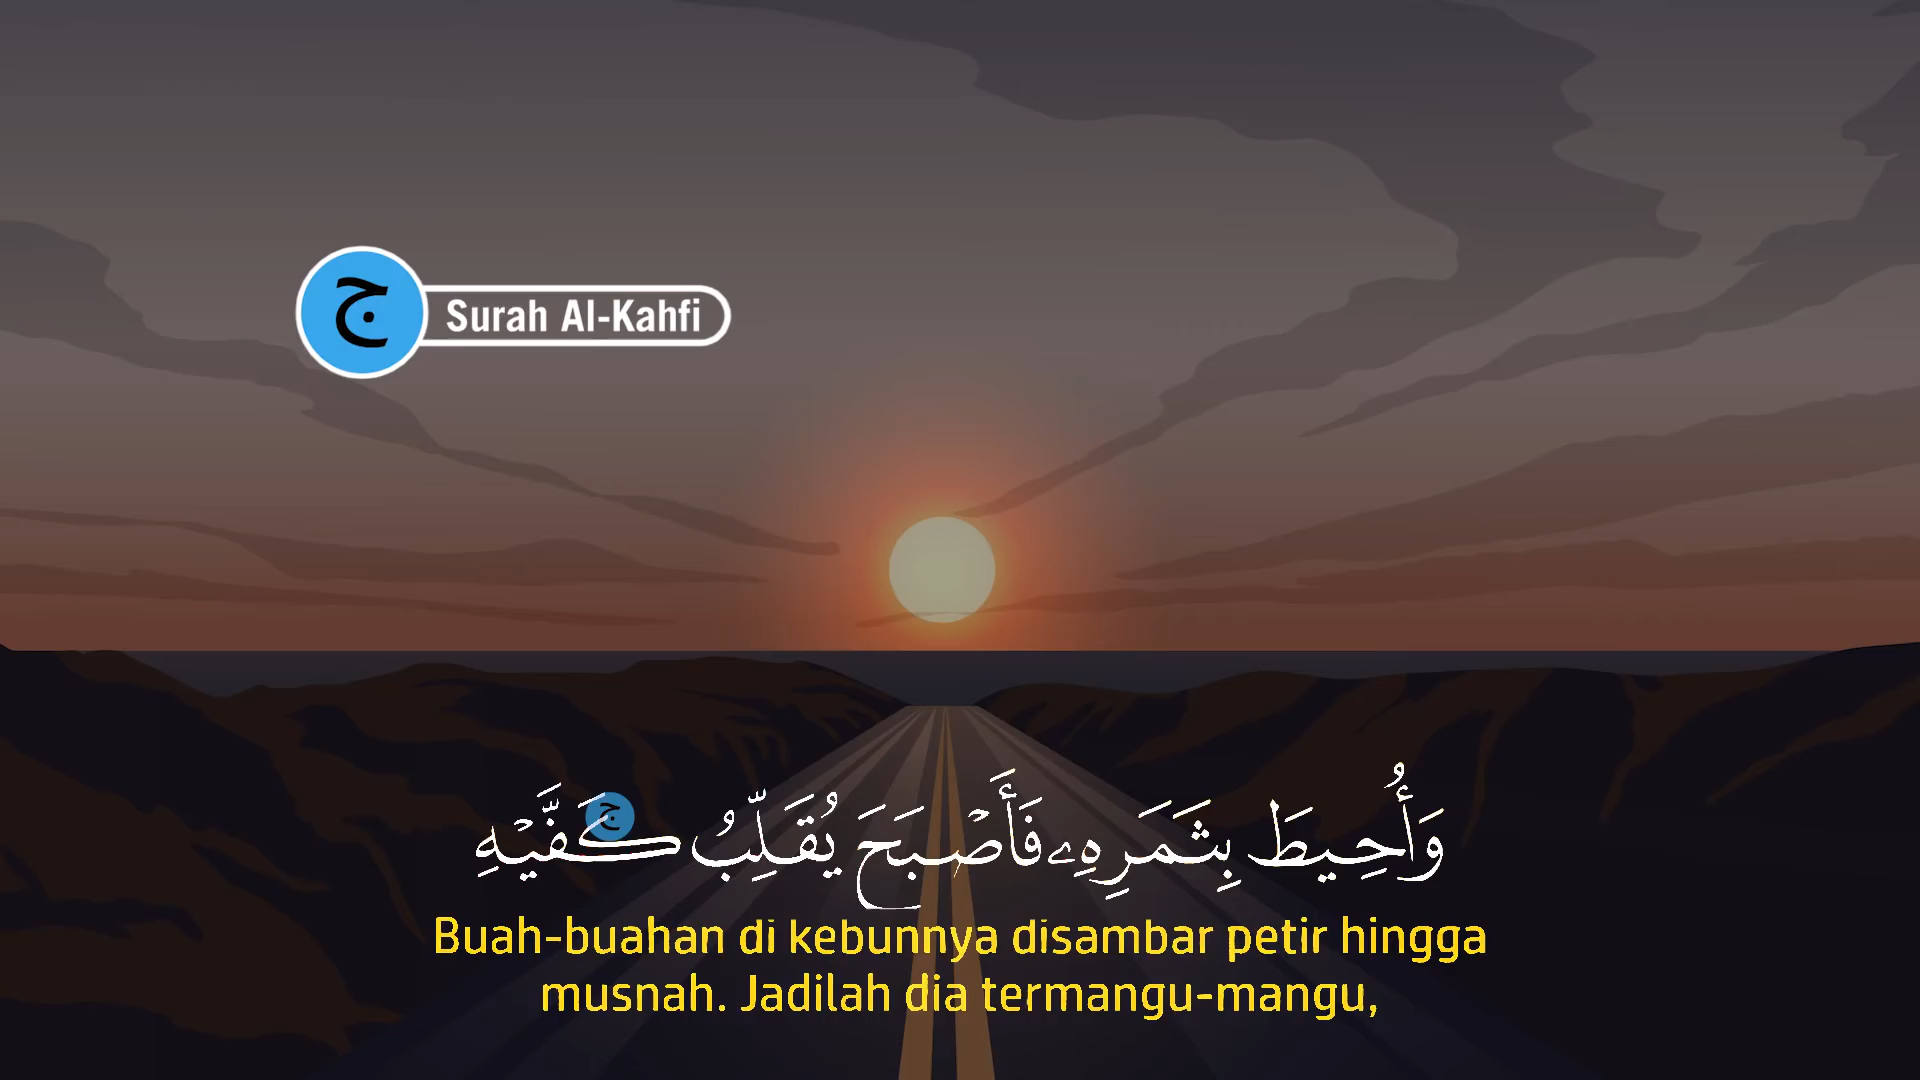 ج
Surah Al-Kahfi
وَأُحِيطَ بِثَمَرِهِۦ فَأَصْبَحَ يُقَلِّبُ كَفَّيْهِ
ج
Buah-buahan di kebunnya disambar petir hingga
musnah. Jadilah dia termangu-mangu,